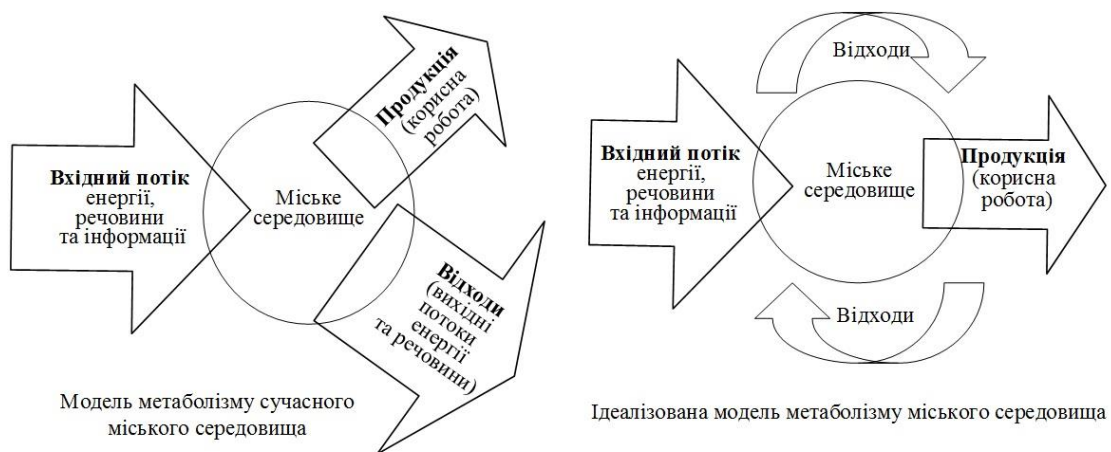 Вхідний потік
енергії,
речовини
та інформації
Міське
середовище
Продукція
(корисна
робота)
Відходи
(вихідні
потоки
енергії
та речовини)
Модель метаболізму сучасного
міського середовища
Відходи
Вхідний потік
енергії,
речовини
та інформації
Міське
середовище
Продукція
(корисна
робота)
Відходи
Ідеалізована модель метаболізму міського середовища